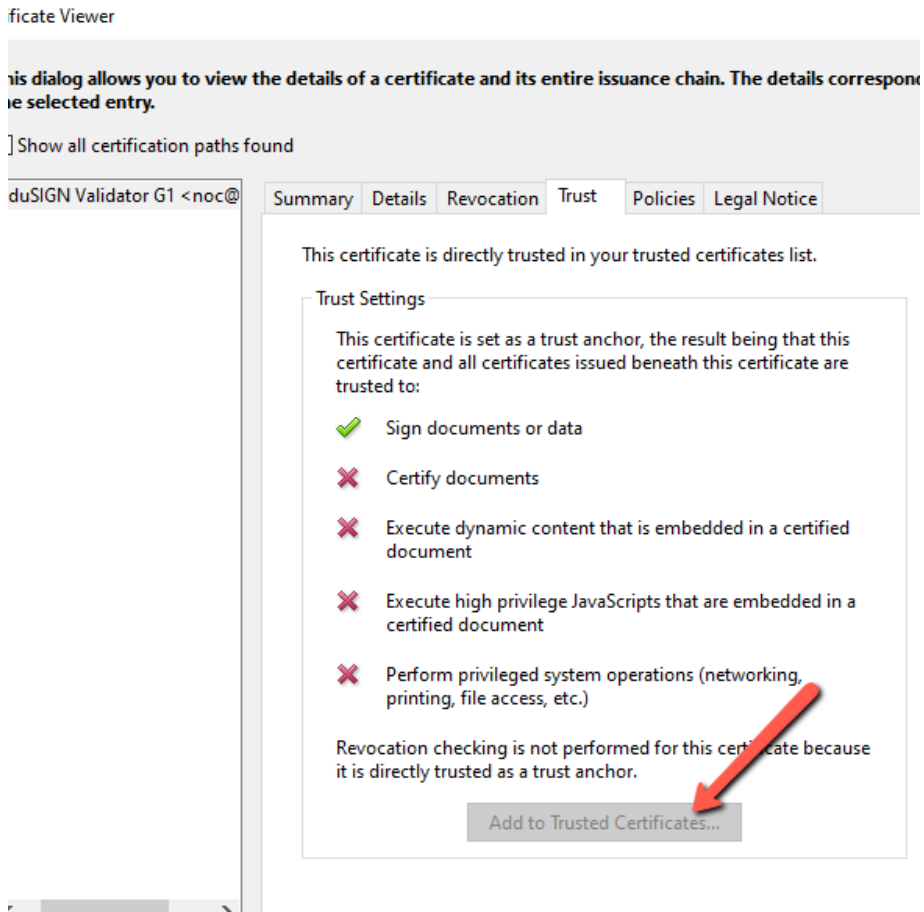 ficate Viewer
his dialog allows you to view the details of a certificate and its entire issuance chain. The details correspond
he selected entry.
Show all certification paths found
duSIGN Validator G1 <noc@
Summary Details Revocation Trust Policies Legal Notice
This certificate is directly trusted in your trusted certificates list.
Trust Settings
This certificate is set as a trust anchor, the result being that this
certificate and all certificates issued beneath this certificate are
trusted to:
Sign documents or data
Certify documents
Execute dynamic content that is embedded in a certified
document
Execute high privilege JavaScripts that are embedded in a
certified document
Perform privileged system operations (networking,
printing, file access, etc.)
Revocation checking is not performed for this certificate because
it is directly trusted as a trust anchor.
Add to Trusted Certificates...